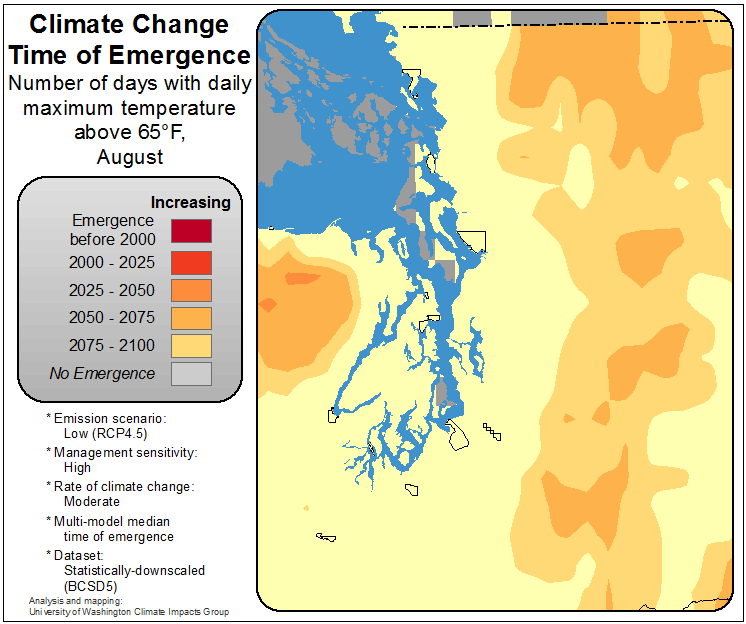 Climate Change
Time of Emergence
Number of days with daily
maximum temperature
above 65°F,
August
Increasing
Emergence
before 2000
2000 - 2025
2025 - 2050
2050 - 2075
2075 - 2100
No Emergence
* Emission scenario:
Low (RCP4.5)
* Management sensitivity:
High
* Rate of climate change:
Moderate
* Multi-model median
time of emergence
* Dataset:
Statistically-downscaled
(BCSD5)
Analysis and mapping:
University of Washington Climate Impacts Group